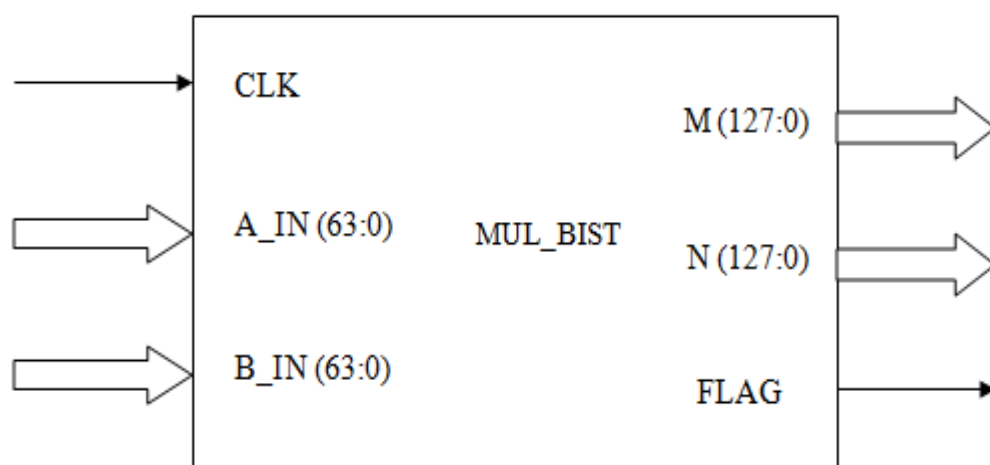 CLK
M (127:0)
A_IN (63:0)
MUL_BIST
N (127:0)
B_IN (63:0)
FLAG